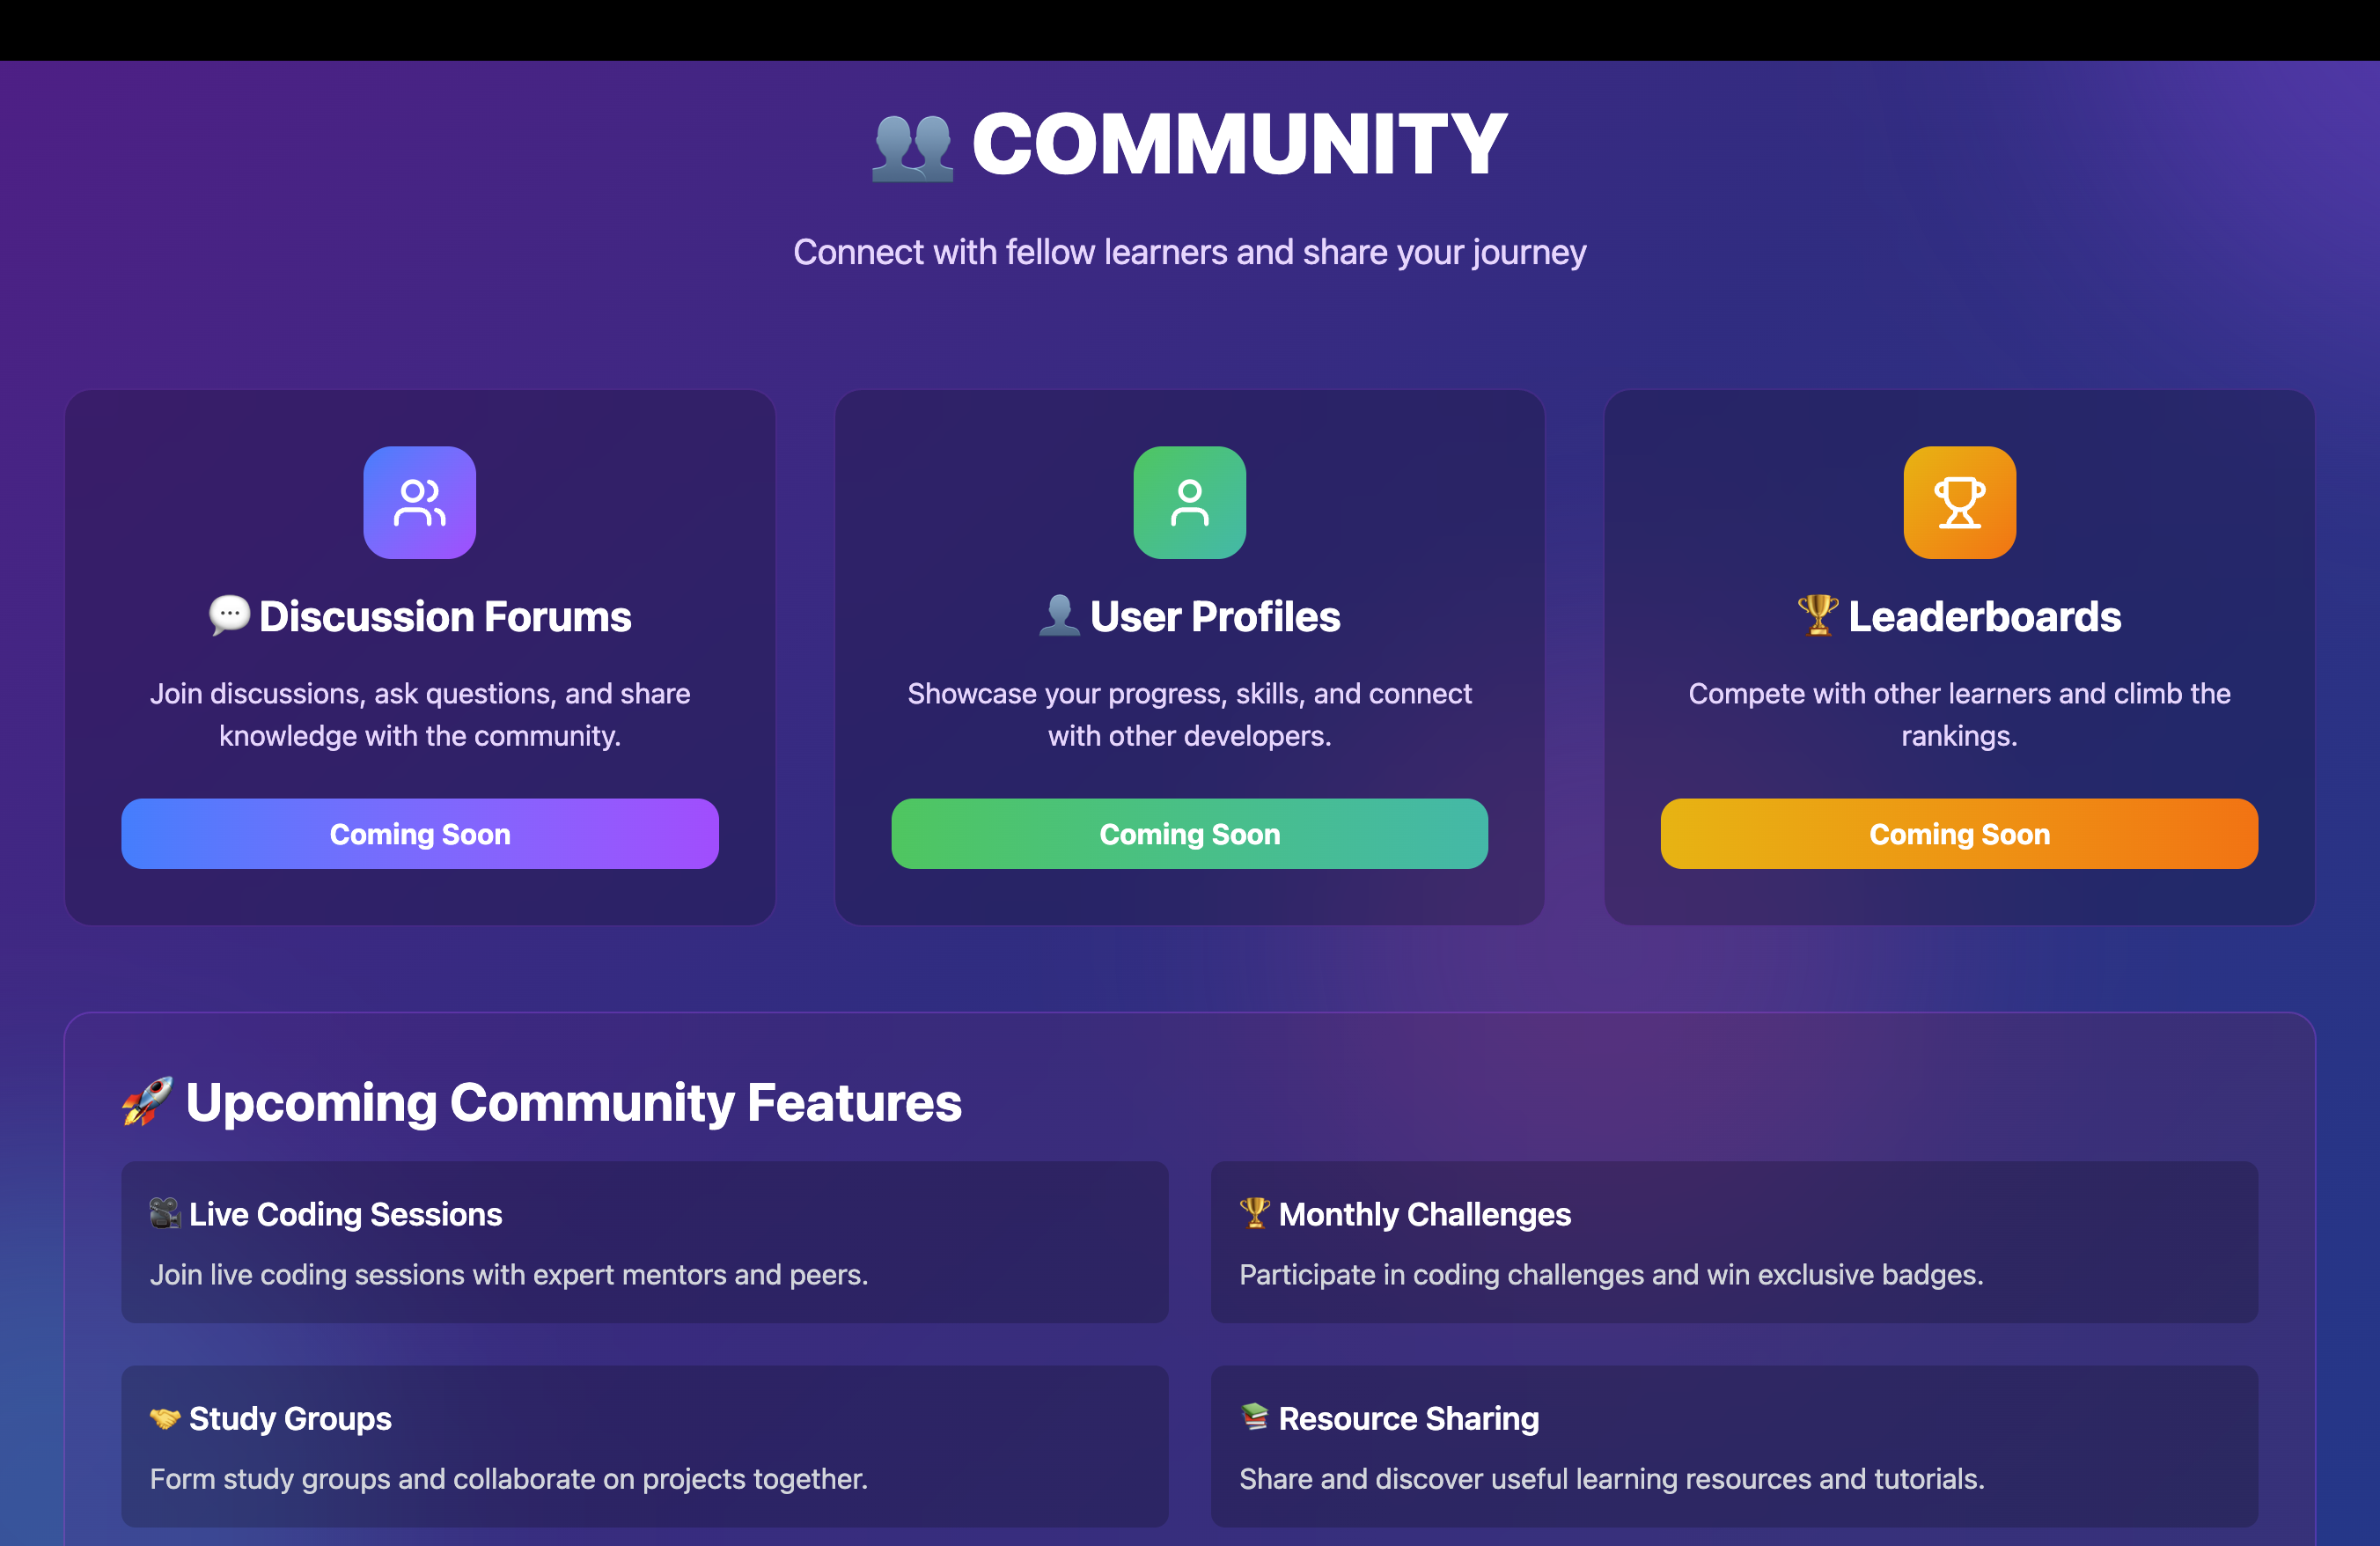 👥 COMMUNITY
Connect with fellow learners and share your journey
💬 Discussion Forums
Join discussions, ask questions, and share
knowledge with the community.
Coming Soon
👤 User Profiles
Showcase your progress, skills, and connect
with other developers.
Coming Soon
🏆 Leaderboards
Compete with other learners and climb the
rankings.
Coming Soon
🚀 Upcoming Community Features
🎥 Live Coding Sessions
Join live coding sessions with expert mentors and peers.
🏆 Monthly Challenges
Participate in coding challenges and win exclusive badges.
🤝 Study Groups
Form study groups and collaborate on projects together.
📚 Resource Sharing
Share and discover useful learning resources and tutorials.